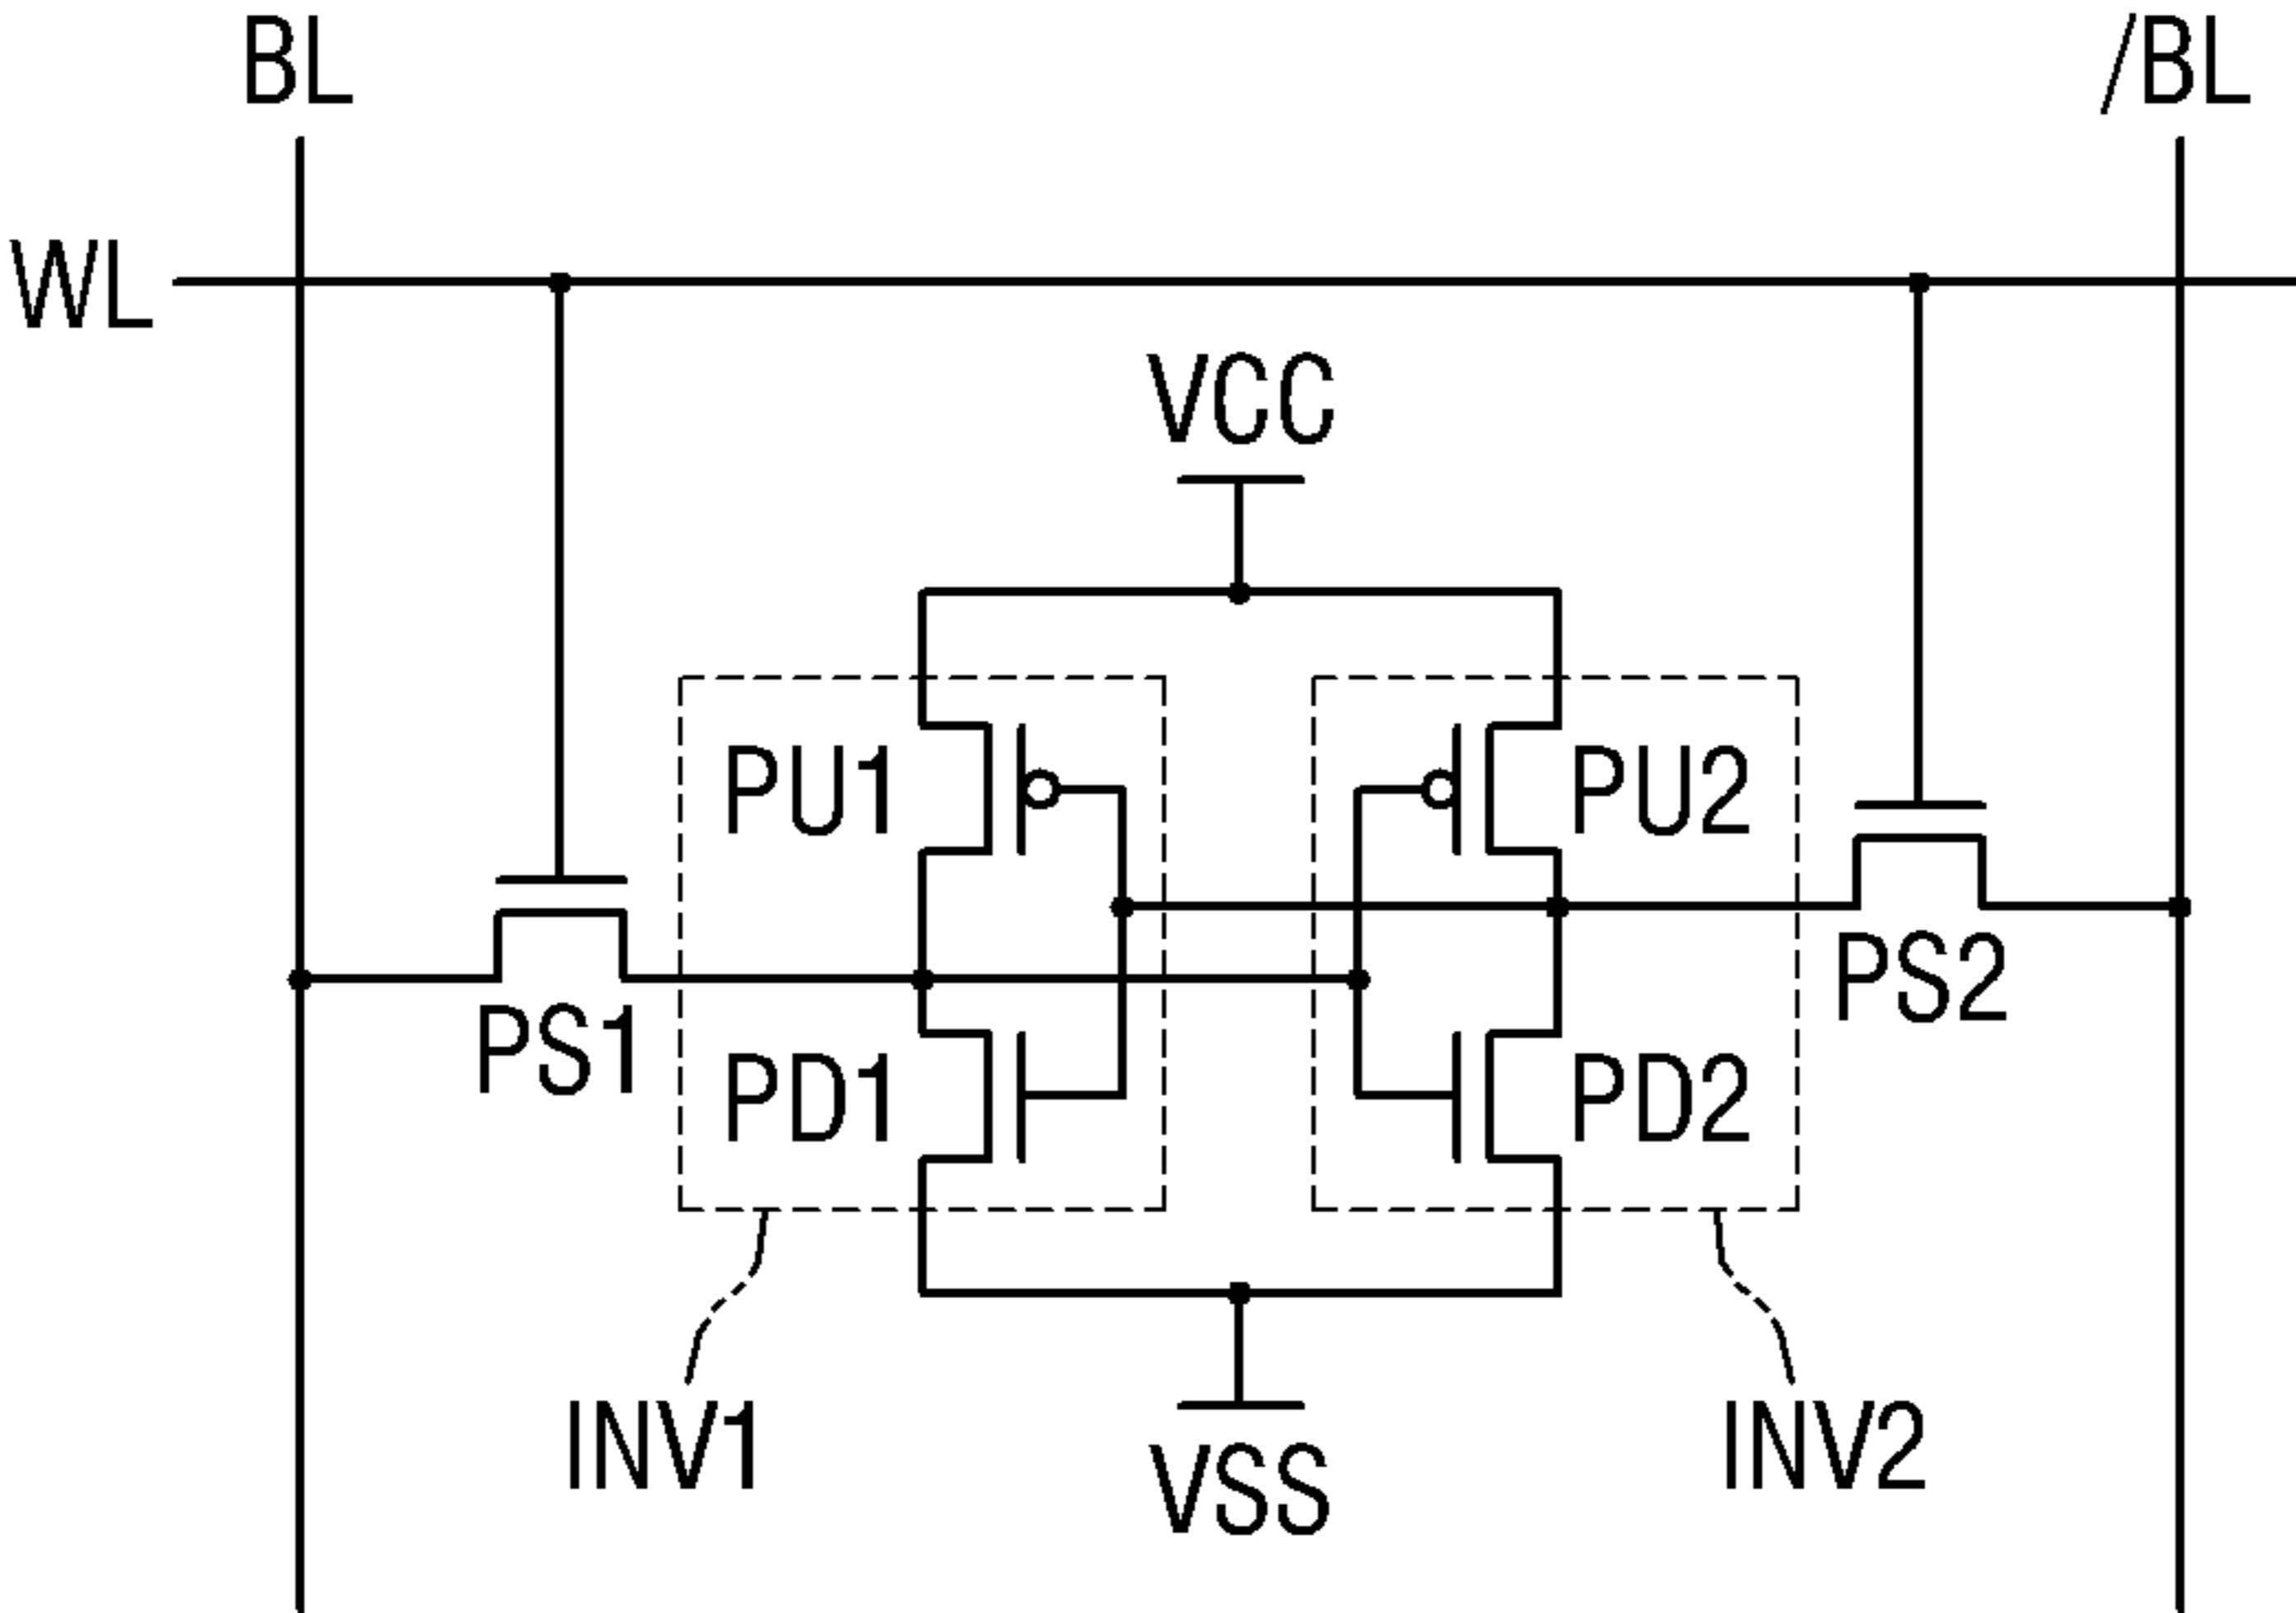 BL
/BL
WL
VCC
PU1
PU2
PS1
PS2
PD1
PD2
INV1
INV2
VSS